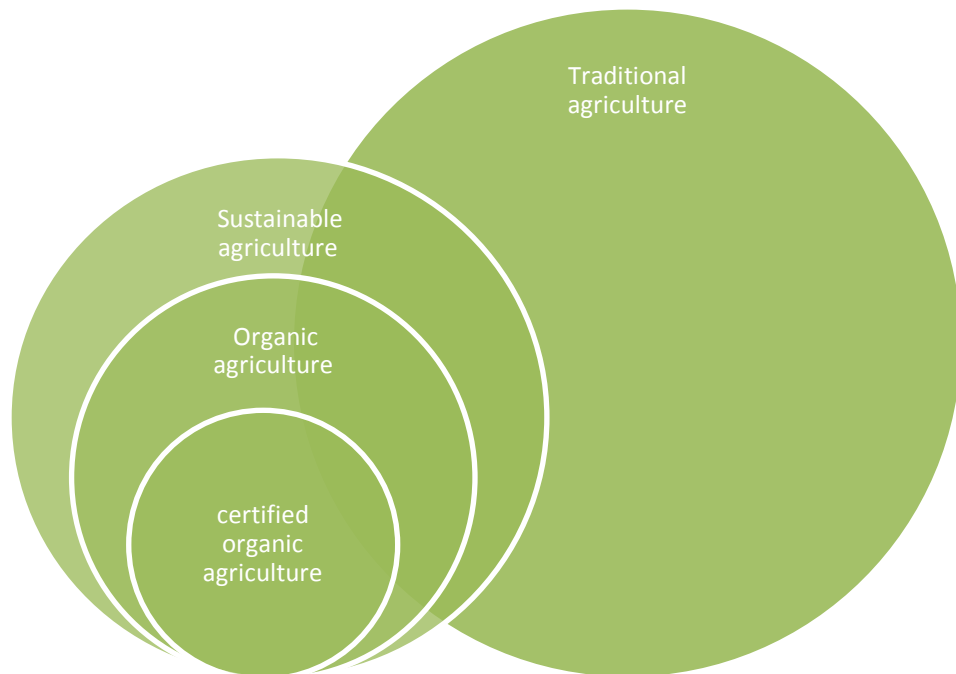 Traditional
agriculture
Sustainable
agriculture
Organic
agriculture
certified
organic
agriculture